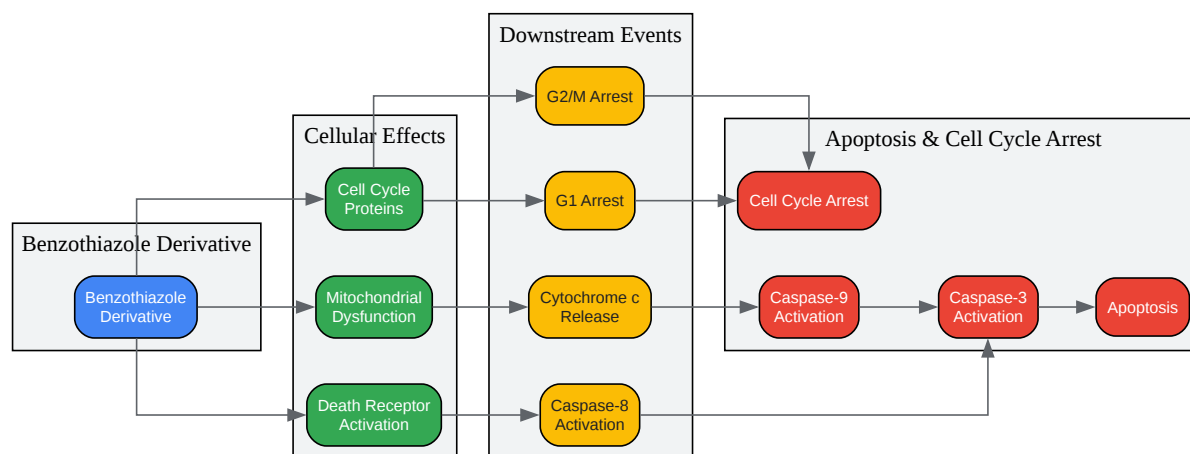 Downstream Events
G2/M Arrest
Cellular Effects
Apoptosis & Cell Cycle Arrest
Cell Cycle
Proteins
G1 Arrest
Cell Cycle Arrest
Benzothiazole Derivative
Benzothiazole
Derivative
Mitochondrial
Dysfunction
Cytochrome c
Release
Caspase-9
Activation
Caspase-3
Activation
Apoptosis
Death Receptor
Activation
Caspase-8
Activation